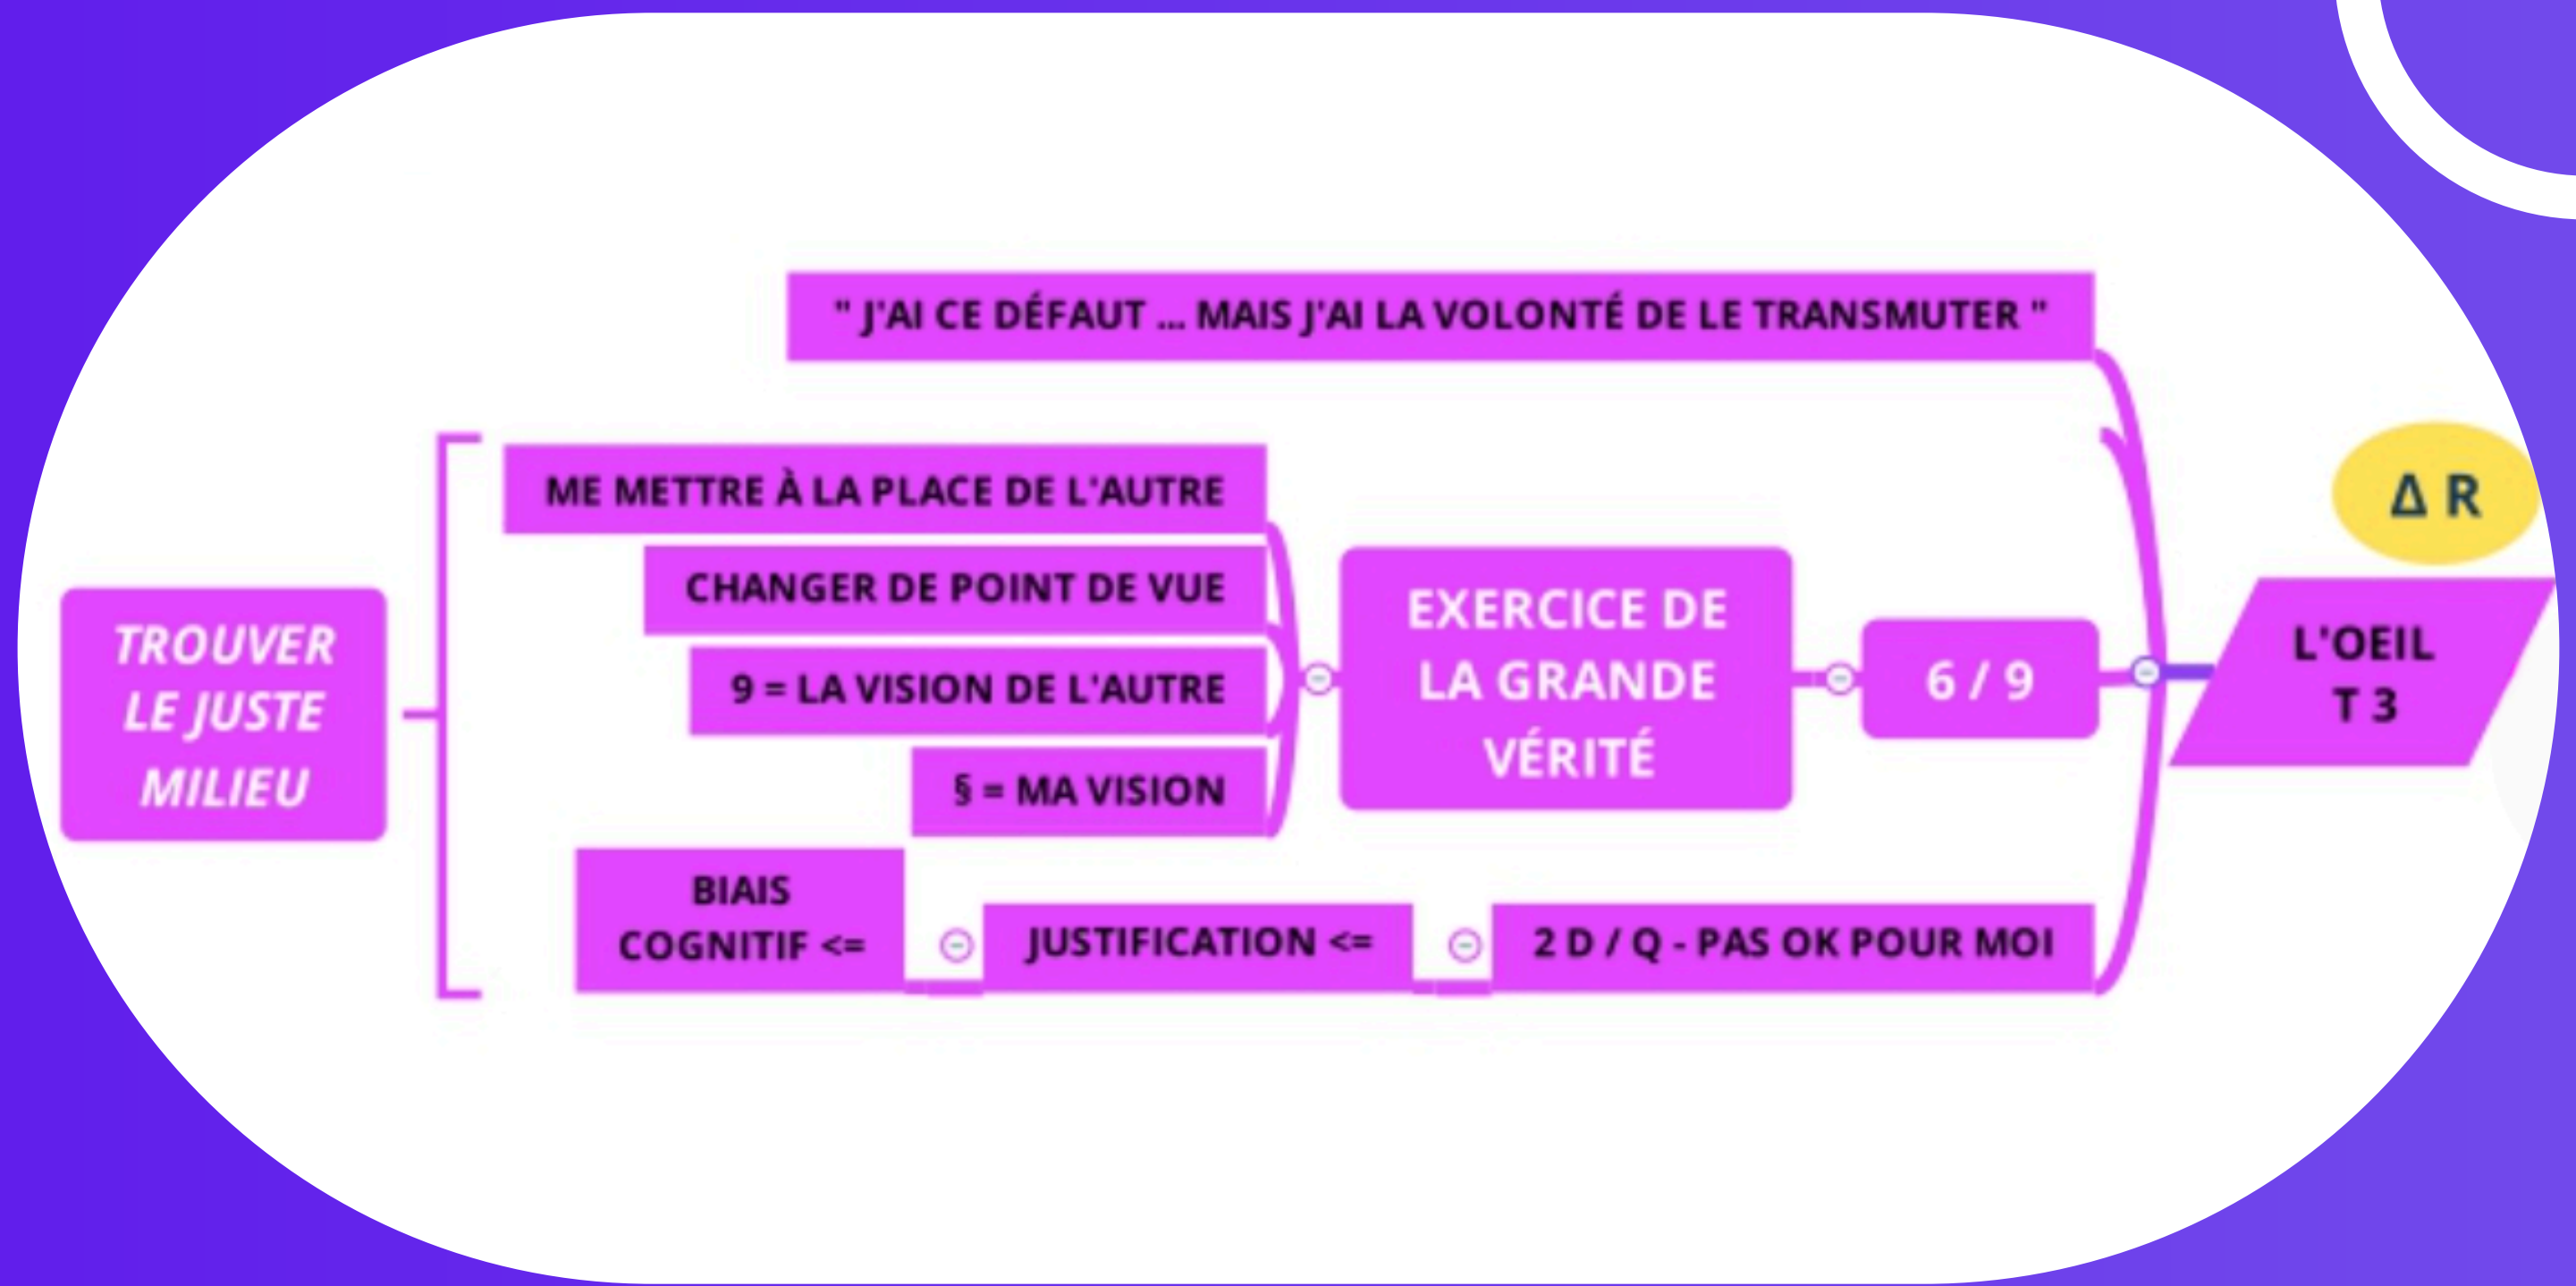 " J'AI CE DÉFAUT ... MAIS J'AI LA VOLONTÉ DE LE TRANSMUTER "
ME METTRE À LA PLACE DE L'AUTRE
CHANGER DE POINT DE VUE
9 = LA VISION DE L'AUTRE
§ = MA VISION
TROUVER
LE JUSTE
MILIEU
EXERCICE DE
LA GRANDE
VÉRITÉ
6 / 9
Δ R
L'OEIL
T 3
BIAIS
COGNITIF <=
JUSTIFICATION <=
2 D / Q - PAS OK POUR MOI